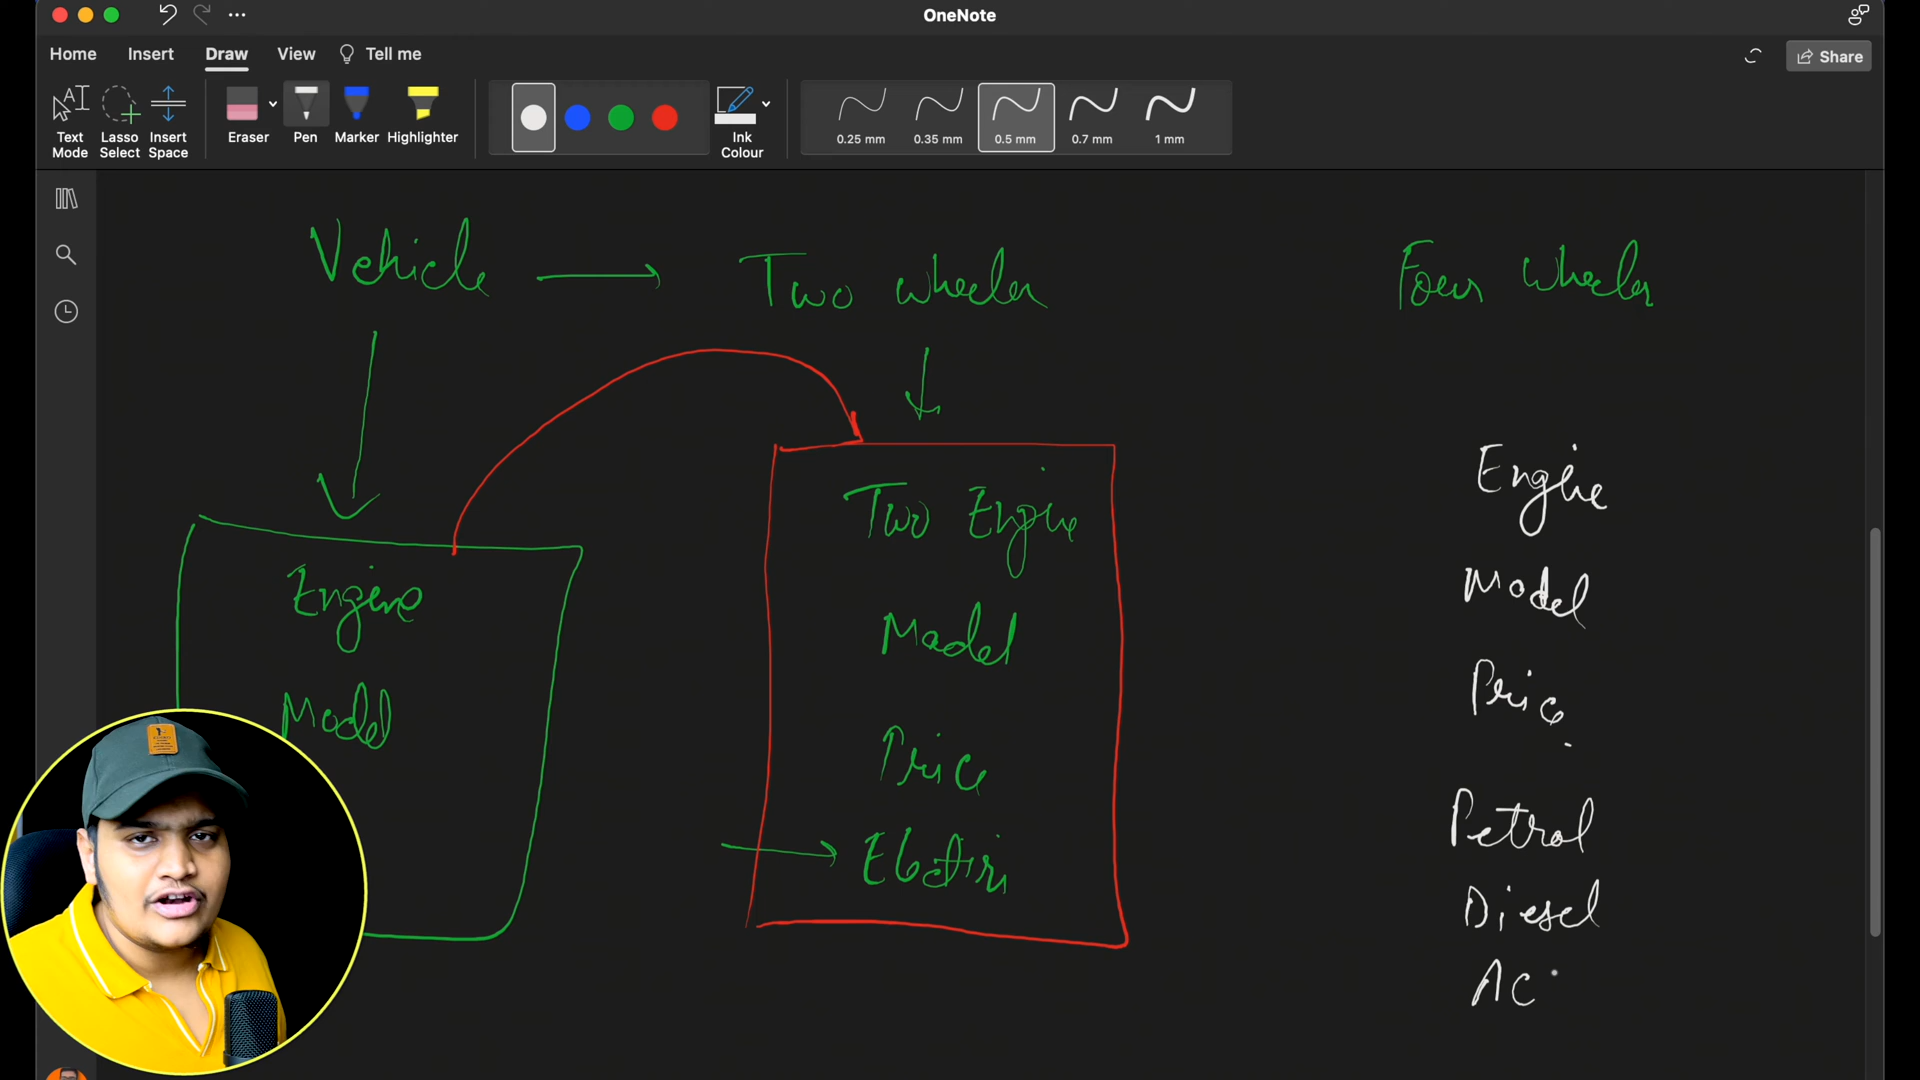 OneNote
Home Insert Draw View Tell me
Share
Text Mode
Lasso Select
Insert Space
Eraser
Pen
Marker
Highlighter
Ink Colour
0.25 mm
0.35 mm
0.5 mm
0.7 mm
1 mm
Vehicle
Two wheeler
Four wheeler
Engine
Model
Two Engine
Model
Price
Electiri
Engine
Model
Price
Petrol
Diesel
AC